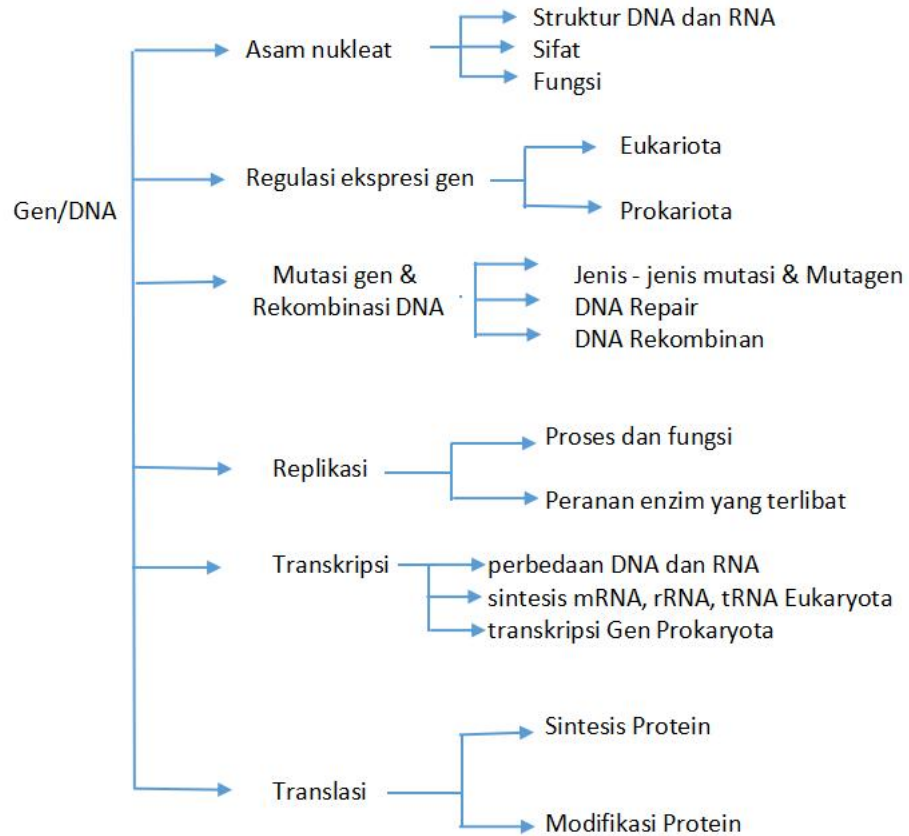 Struktur DNA dan RNA
Asam nukleat
Sifat
Fungsi
Eukariota
Regulasi ekspresi gen
Gen/DNA
Prokariota
Mutasi gen &
Rekombinasi DNA
Jenis - jenis mutasi & Mutagen
DNA Repair
DNA Rekombinan
Proses dan fungsi
Replikasi
Peranan enzim yang terlibat
Transkripsi
perbedaan DNA dan RNA
sintesis mRNA, rRNA, tRNA Eukaryota
transkripsi Gen Prokaryota
Sintesis Protein
Translasi
Modifikasi Protein